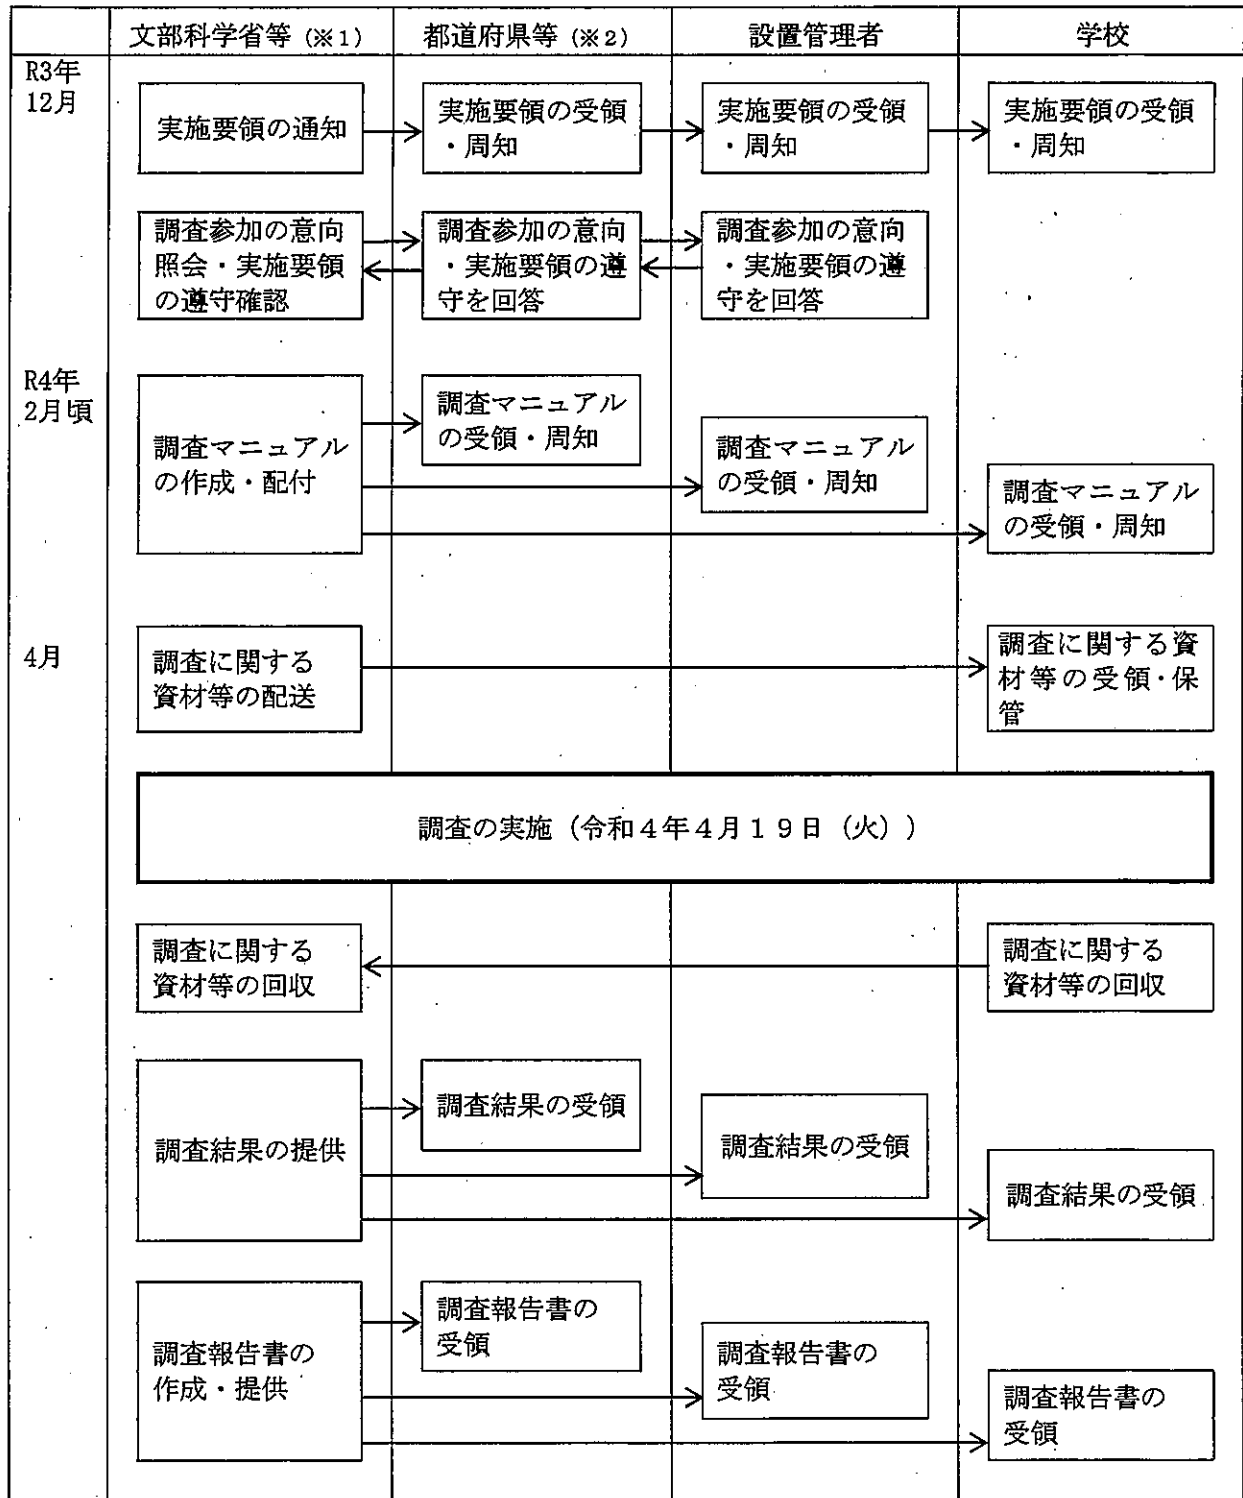 文部科学省等（※1）
都道府県等（※2）
設置管理者
学校
R3年
12月
実施要領の通知
実施要領の受領
・周知
実施要領の受領
・周知
実施要領の受領
・周知
調査参加の意向
照会・実施要領
の遵守確認
調査参加の意向
・実施要領の遵
守を回答
調査参加の意向
・実施要領の遵
守を回答
R4年
2月頃
調査マニュアル
の作成・配付
調査マニュアル
の受領・周知
調査マニュアル
の受領・周知
調査マニュアル
の受領・周知
4月
調査に関する
資材等の配送
調査に関する資
材等の受領・保
管
調査の実施（令和４年４月１９日（火））
調査に関する
資材等の回収
調査に関する
資材等の回収
調査結果の提供
調査結果の受領
調査結果の受領
調査結果の受領
調査報告書の
作成・提供
調査報告書の
受領
調査報告書の
受領
調査報告書の
受領